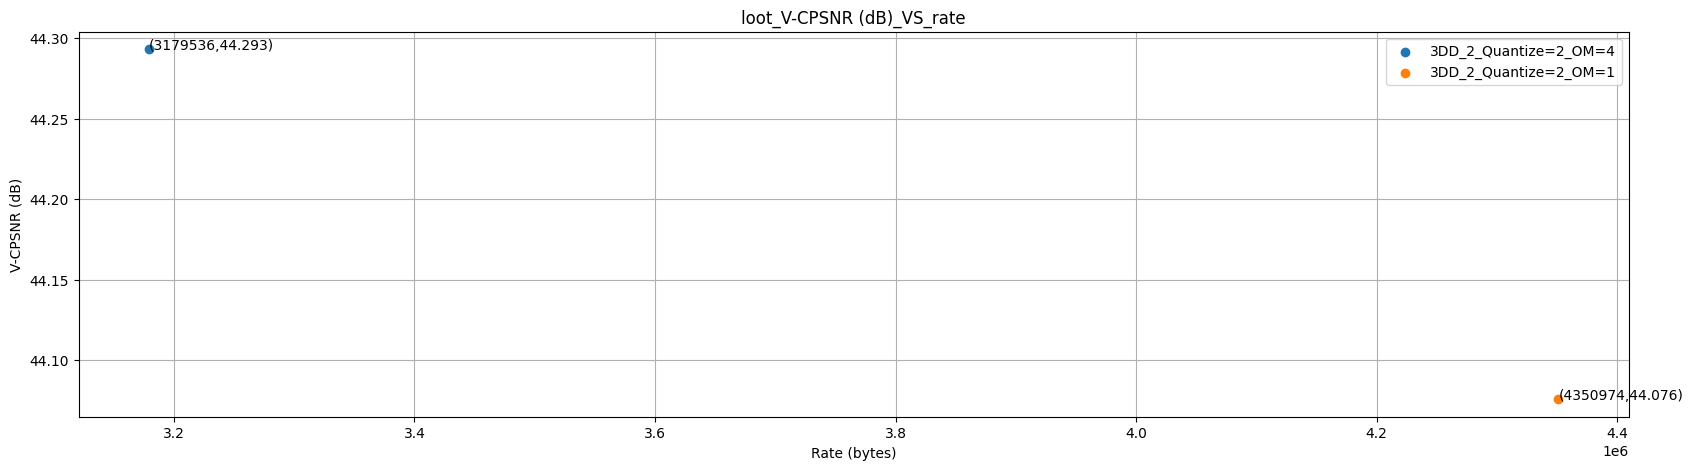 loot_V-CPSNR (dB)_VS_rate
44.30
44.25
44.20
44.15
44.10
V-CPSNR (dB)
(3179536,44.293)
3DD_2_Quantize=2_OM=4
3DD_2_Quantize=2_OM=1
(4350974,44.076)
3.2
3.4
3.6
3.8
4.0
4.2
4.4
1e6
Rate (bytes)